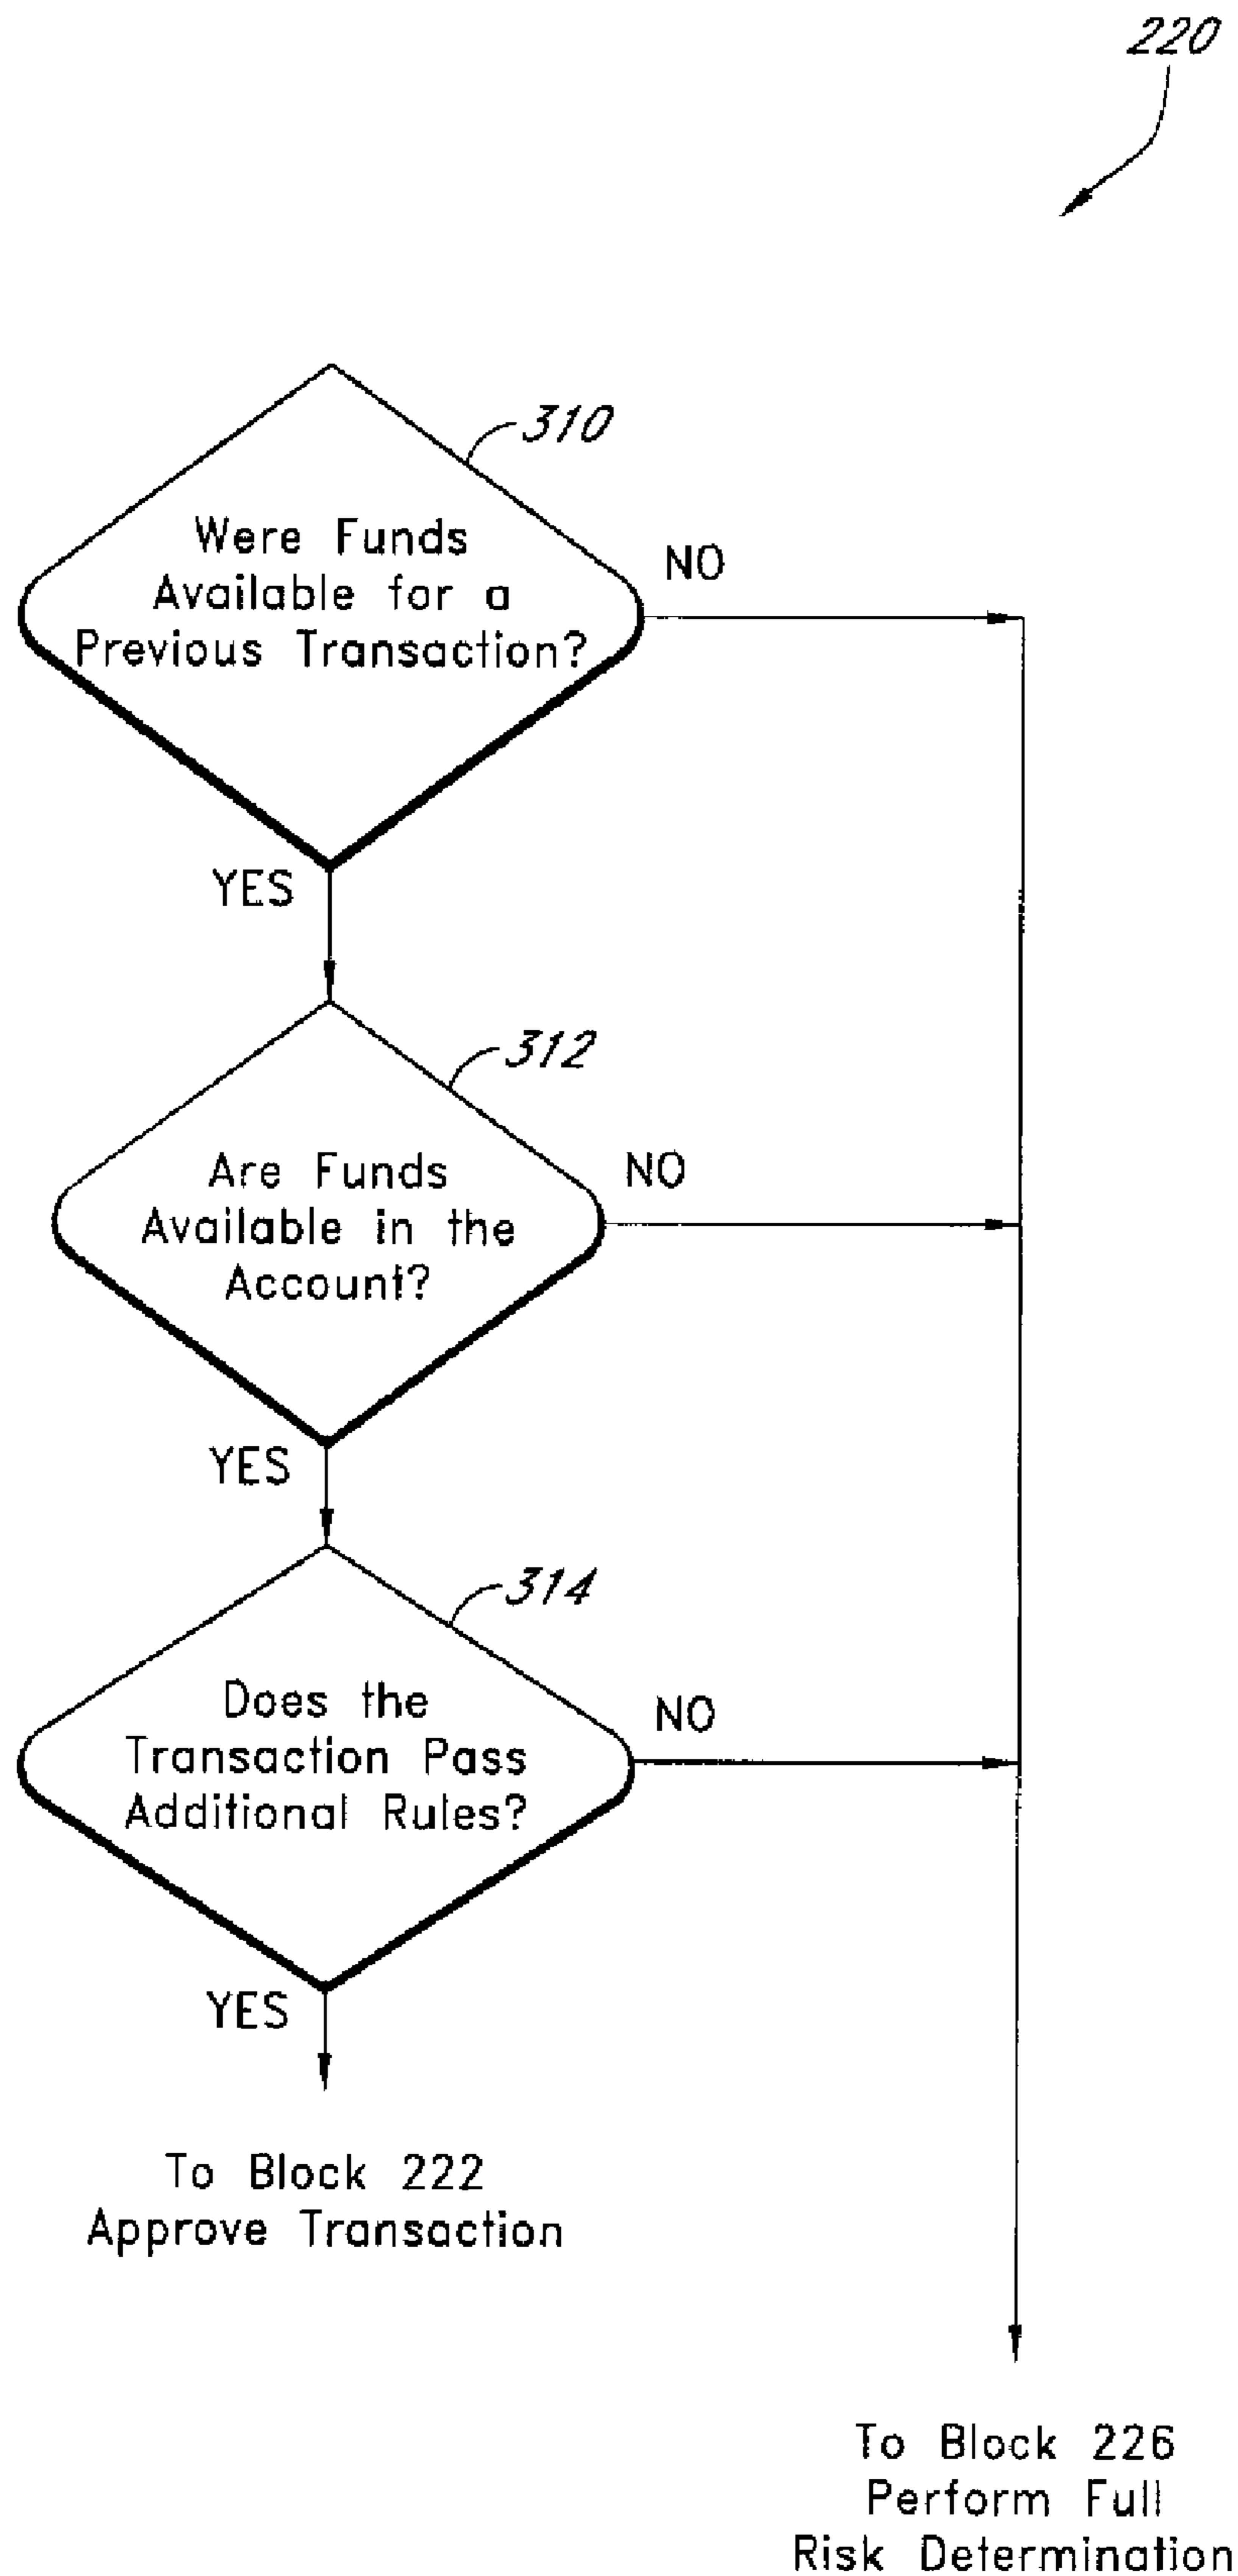 220
310
Were Funds
Available for a
Previous Transaction?
NO
YES
312
Are Funds
Available in the
Account?
NO
YES
314
Does the
Transaction Pass
Additional Rules?
NO
YES
To Block 222
Approve Transaction
To Block 226
Perform Full
Risk Determination